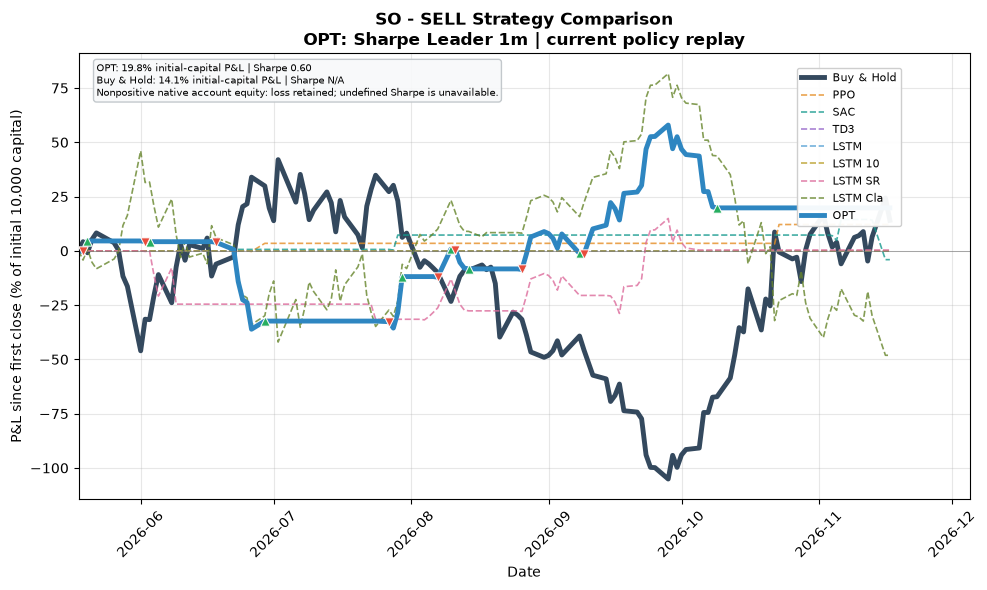 SO - SELL Strategy Comparison
OPT: Sharpe Leader 1m | current policy replay
OPT: 19.8% initial-capital P&L | Sharpe 0.60
Buy & Hold: 14.1% initial-capital P&L | Sharpe N/A
Nonpositive native account equity: loss retained; undefined Sharpe is unavailable.
Buy & Hold
PPO
SAC
TD3
LSTM
LSTM 10
LSTM SR
LSTM Cla
OPT
P&L since first close (% of initial 10,000 capital)
75
50
25
0
−25
−50
−75
−100
2026-06
2026-07
2026-08
2026-09
2026-10
2026-11
2026-12
Date